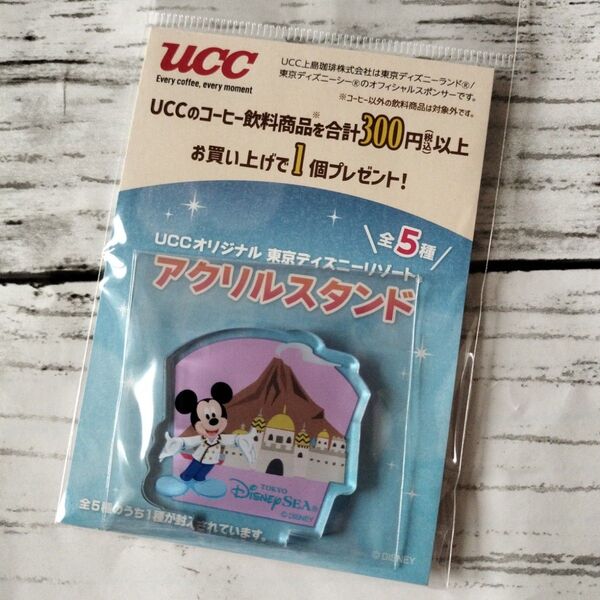 UCC
Every coffee, every moment
UCC上島珈琲株式会社は東京ディズニーランド®/
東京ディズニーシー®のオフィシャルスポンサーです。
※コーヒー以外の飲料商品は対象外です。
UCCのコーヒー飲料商品※を合計300円(税込)以上
お買い上げで1個プレゼント!
全5種
UCCオリジナル 東京ディズニーリゾート®
アクリルスタンド
TOKYO
DISNEY SEA®
©DISNEY
全5種のうち1種が封入されています。
©DISNEY